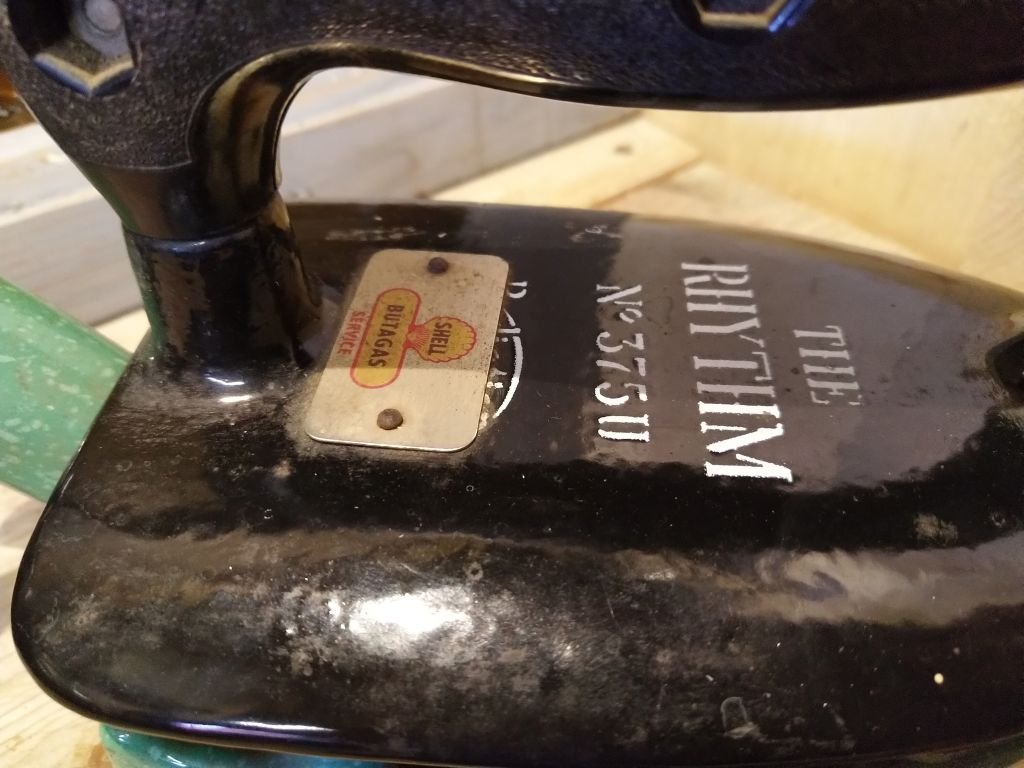 THE
RHYTHM
No 375U
SHELL
BUTAGAS
SERVICE